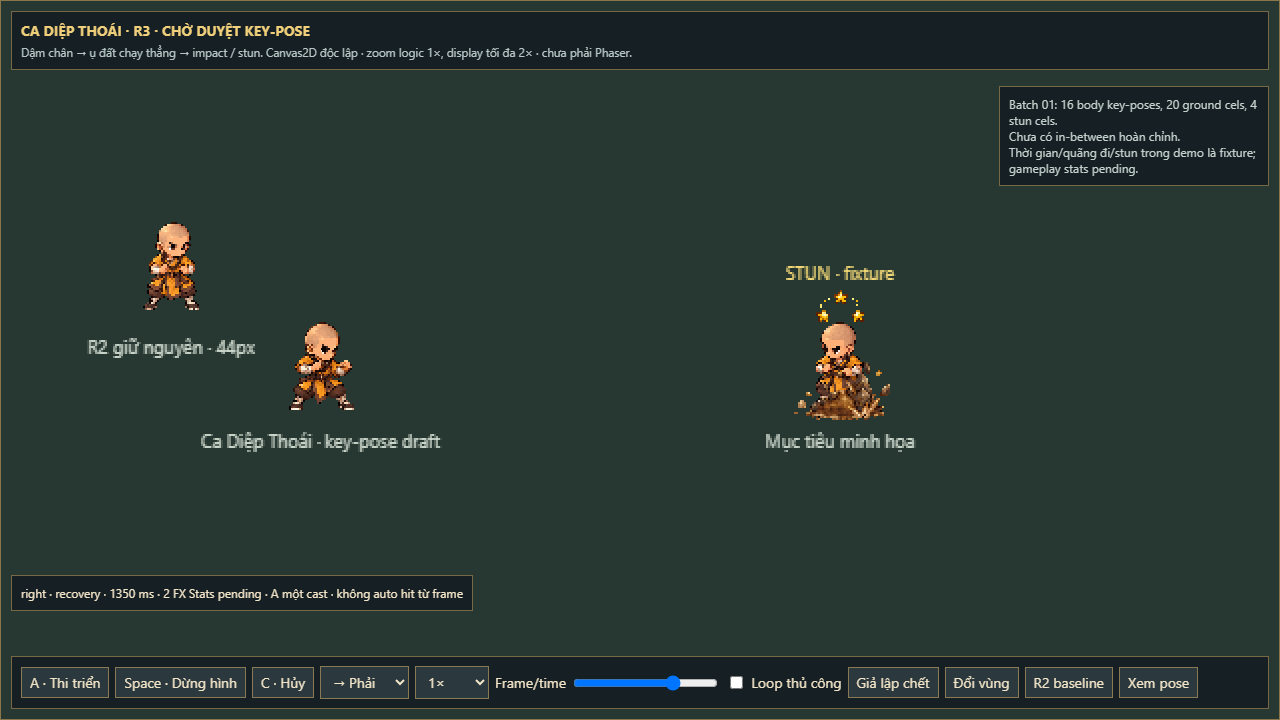 CA DIỆP THOÁI · R3 · CHỜ DUYỆT KEY-POSE
Dậm chân → ụ đất chạy thẳng → impact / stun. Canvas2D độc lập · zoom logic 1×, display tối đa 2× · chưa phải Phaser.
Batch 01: 16 body key-poses, 20 ground cels, 4
stun cels.
Chưa có in-between hoàn chỉnh.
Thời gian/quãng đi/stun trong demo là fixture;
gameplay stats pending.
STUN - fixture
R2 giữ nguyên - 44px
Ca Diệp Thoái - key-pose draft
Mục tiêu minh họa
right · recovery · 1350 ms · 2 FX Stats pending · A một cast · không auto hit từ frame
A · Thi triển
Space · Dừng hình
C · Hủy
→ Phải
1×
Frame/time
Loop thủ công
Giả lập chết
Đổi vùng
R2 baseline
Xem pose